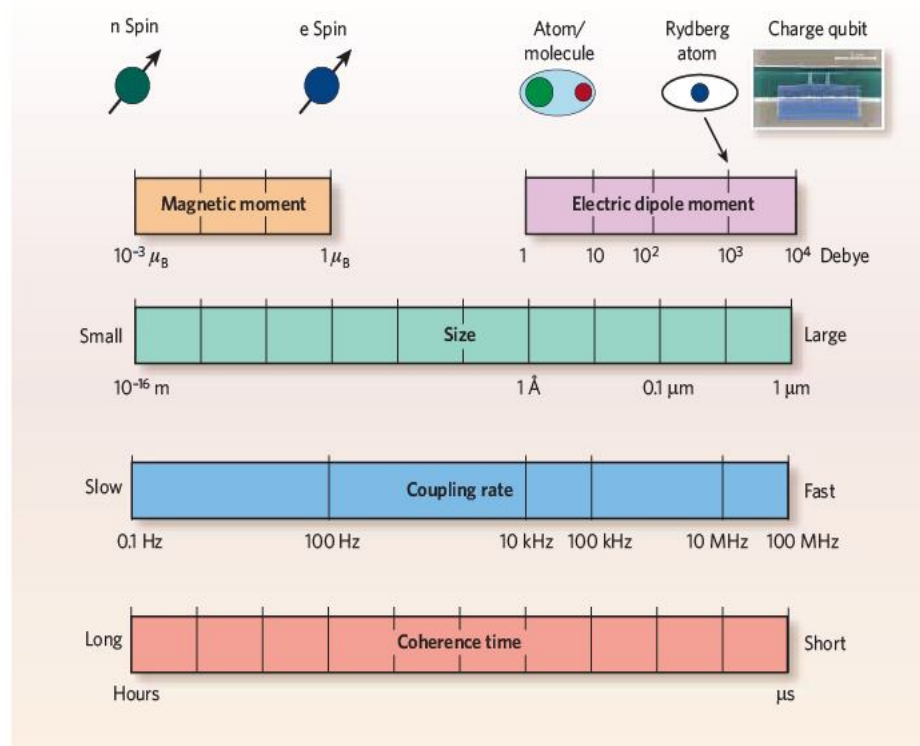 n Spin
e Spin
Atom/
molecule
Rydberg
atom
Charge qubit
Magnetic moment
10⁻³ μB
1 μB
Electric dipole moment
1
10
10²
10³
10⁴ Debye
Small
Size
Large
10⁻¹⁶ m
1 Å
0.1 μm
1 μm
Slow
Coupling rate
Fast
0.1 Hz
100 Hz
10 kHz
100 kHz
10 MHz
100 MHz
Long
Coherence time
Short
Hours
μs